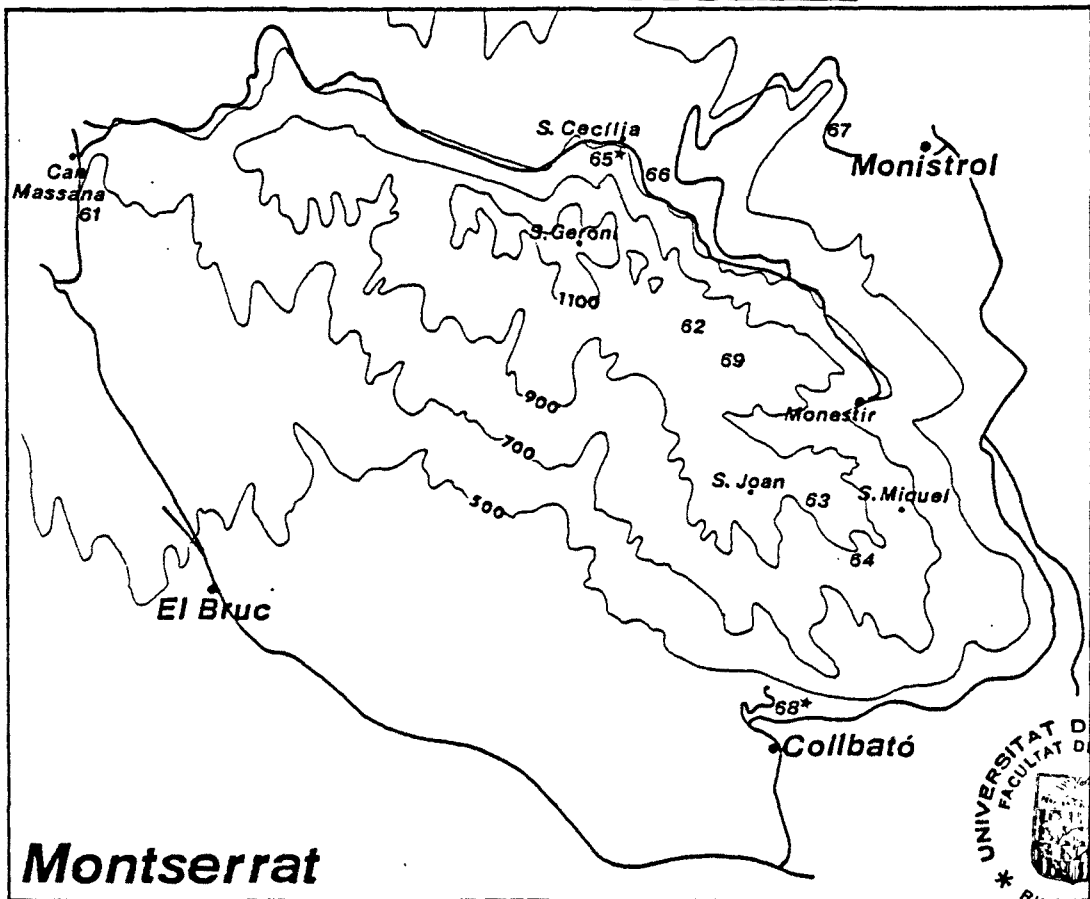 67
S. Cecília
65*
66
Monistrol
Can
Massana
61
S. Geroni
1100
62
69
900
Monestir
700
S. Joan
S. Miquel
500
63
64
El Bruc
68*
Collbató
UNIVERSITAT D
FACULTAT D
Montserrat